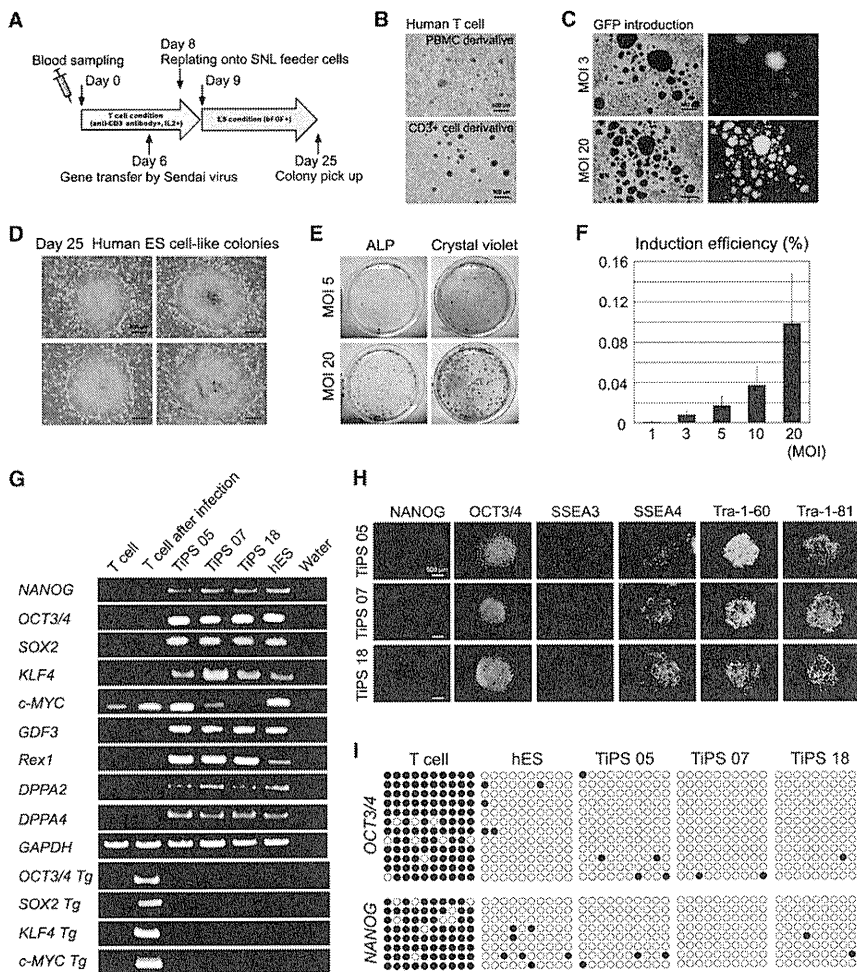 A
Blood sampling
Day 0
Day 8
Replating onto SNL feeder cells
Day 9
T cell condition
(anti-CD3 antibody+, IL2+)
ES condition (bFGF+)
Day 6
Gene transfer by Sendai virus
Day 25
Colony pick up
B
Human T cell
PBMC derivative
CD3+ cell derivative
C
GFP introduction
MOI 3
MOI 20
D
Day 25 Human ES cell-like colonies
E
ALP
Crystal violet
MOI 5
MOI 20
F
Induction efficiency (%)
0.16
0.12
0.08
0.04
0
1 3 5 10 20
(MOI)
G
T cell
T cell after infection
TiPS 05
TiPS 07
TiPS 18
hES
Water
NANOG
OCT3/4
SOX2
KLF4
c-MYC
GDF3
Rex1
DPPA2
DPPA4
GAPDH
OCT3/4 Tg
SOX2 Tg
KLF4 Tg
c-MYC Tg
H
NANOG OCT3/4 SSEA3 SSEA4 Tra-1-60 Tra-1-81
TiPS 05
TiPS 07
TiPS 18
I
T cell hES TiPS 05 TiPS 07 TiPS 18
OCT3/4
NANOG